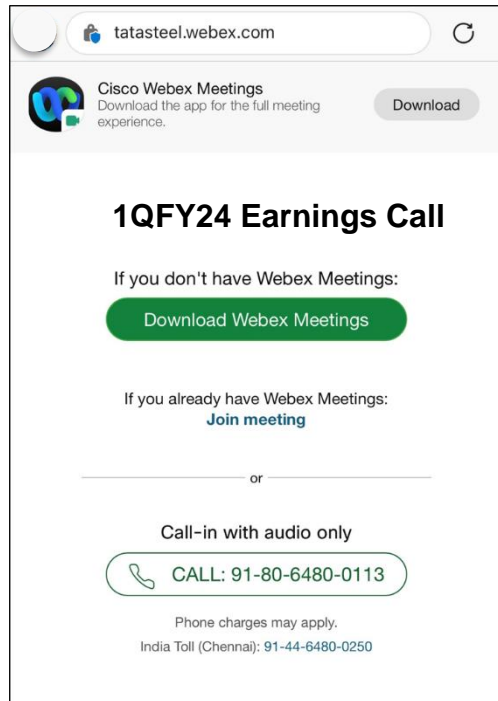 tatasteel.webex.com
Cisco Webex Meetings
Download the app for the full meeting
experience.
Download
1QFY24 Earnings Call
If you don't have Webex Meetings:
Download Webex Meetings
If you already have Webex Meetings:
Join meeting
or
Call-in with audio only
CALL: 91-80-6480-0113
Phone charges may apply.
India Toll (Chennai): 91-44-6480-0250